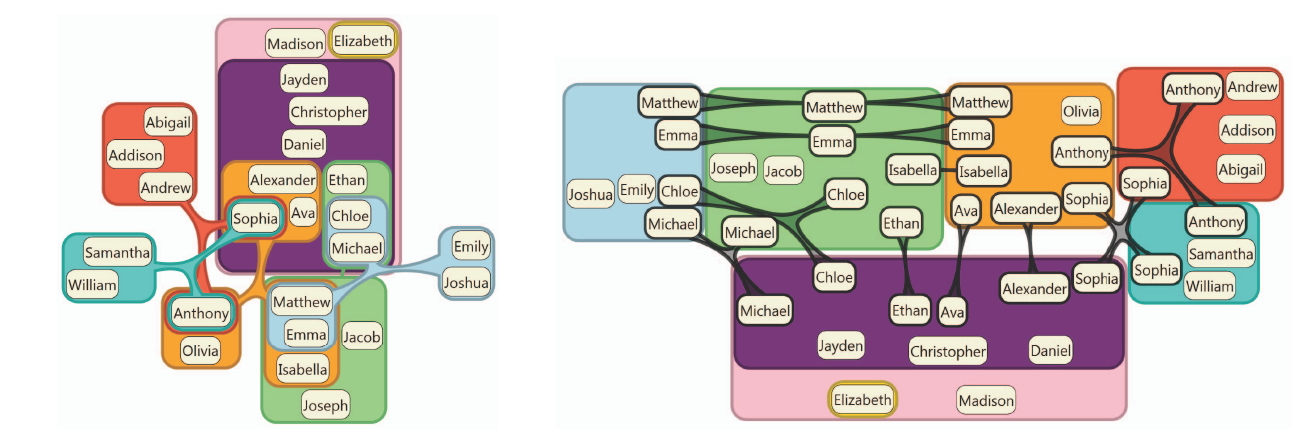 Madison
Elizabeth
Jayden
Christopher
Daniel
Abigail
Addison
Andrew
Alexander
Ethan
Sophia
Ava
Chloe
Michael
Samantha
William
Emily
Joshua
Matthew
Anthony
Emma
Jacob
Olivia
Isabella
Joseph
Matthew
Matthew
Matthew
Olivia
Anthony
Andrew
Emma
Emma
Emma
Addison
Anthony
Joseph
Jacob
Isabella
Isabella
Abigail
Joshua
Emily
Chloe
Chloe
Sophia
Sophia
Michael
Michael
Ethan
Ava
Alexander
Anthony
Samantha
Chloe
Sophia
Sophia
William
Michael
Ethan
Ava
Alexander
Jayden
Christopher
Daniel
Elizabeth
Madison